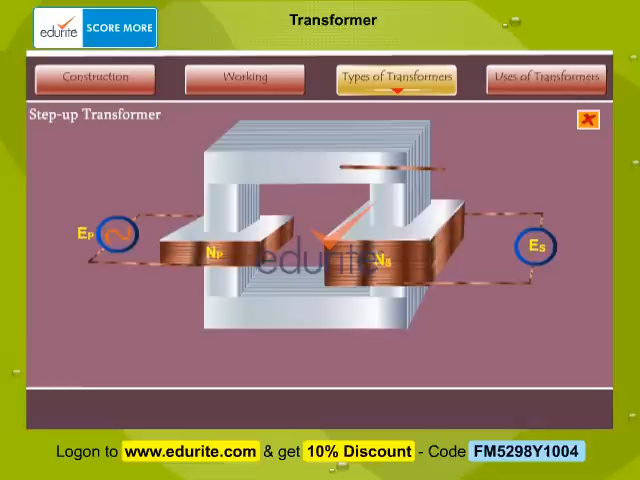 Transformer
edurite SCORE MORE
Construction
Working
Types of Transformers
Uses of Transformers
Step-up Transformer
EP
NP
edurite
NS
ES
Logon to www.edurite.com & get 10% Discount - Code FM5298Y1004